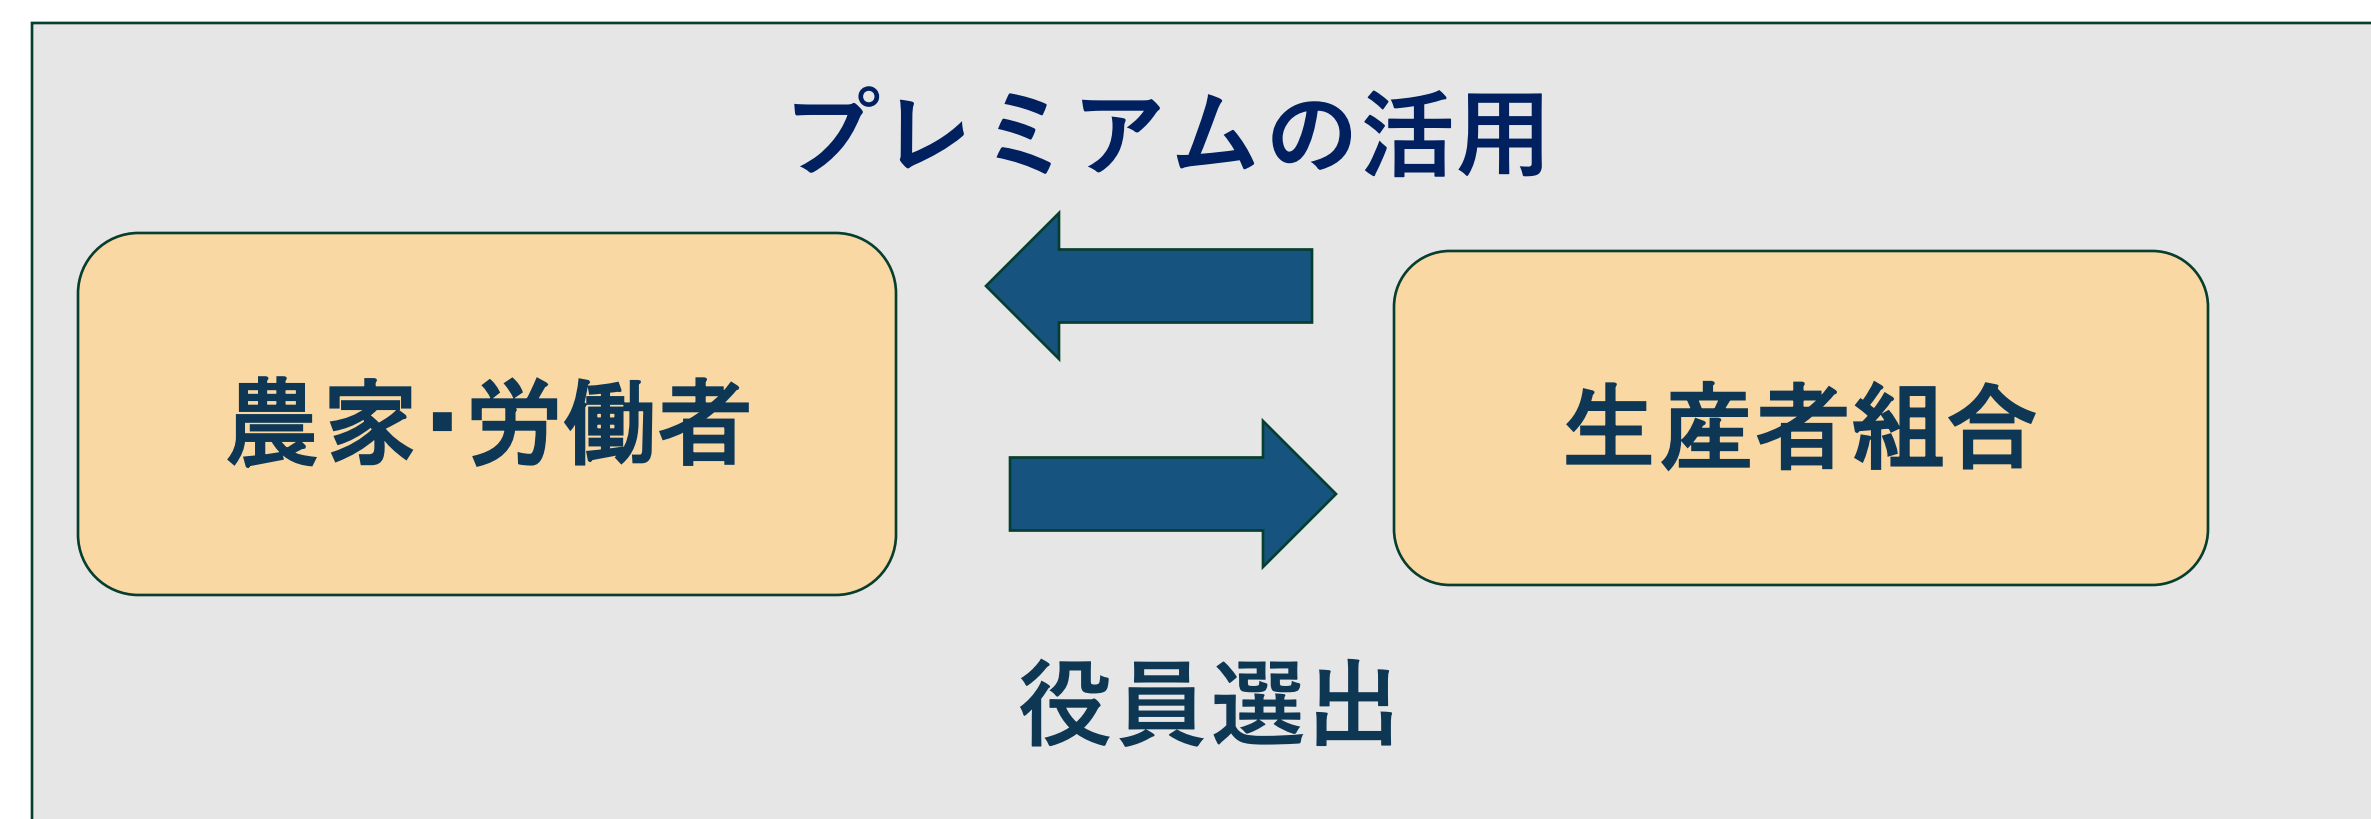 プレミアムの活用
農家・労働者
生産者組合
役員選出